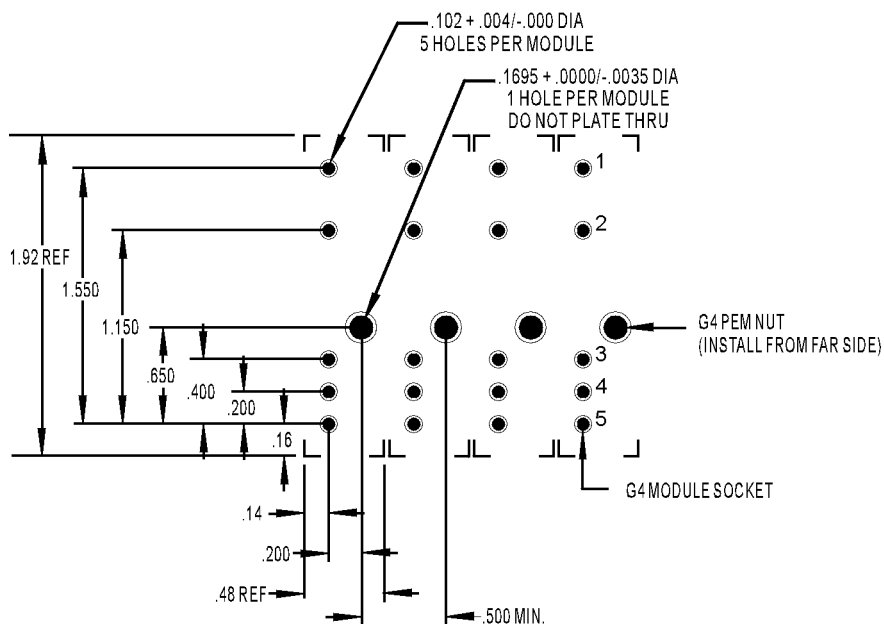 .102 + .004/-.000 DIA
5 HOLES PER MODULE
.1695 + .0000/-.0035 DIA
1 HOLE PER MODULE
DO NOT PLATE THRU
1
2
1.92 REF
1.550
1.150
G4 PEM NUT
(INSTALL FROM FAR SIDE)
.650
3
.400
4
.200
5
.16
G4 MODULE SOCKET
.14
.200
.48 REF
.500 MIN.